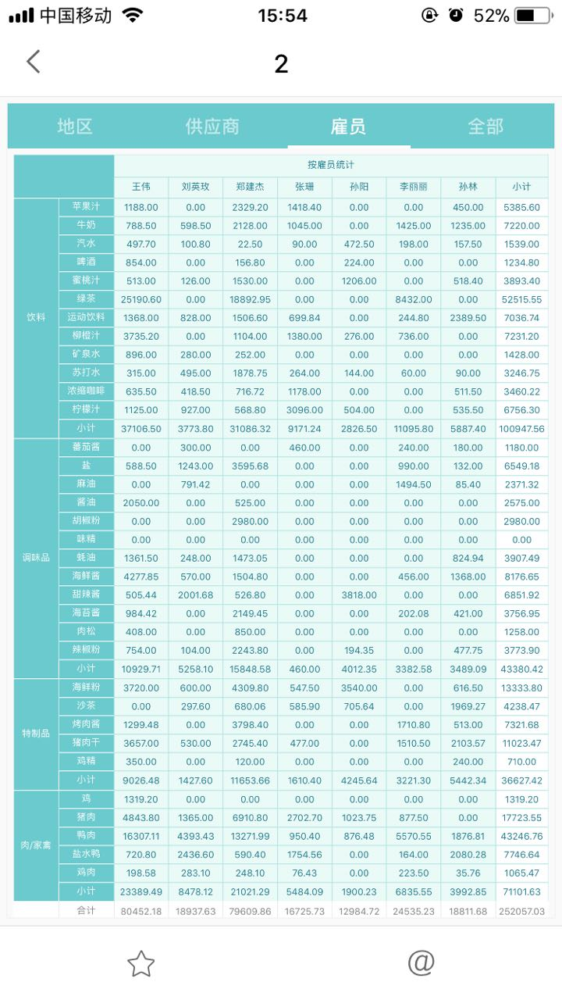 中国移动 15:54 52%
2
地区 供应商 雇员 全部
按雇员统计
王伟 刘英玫 郑建杰 张珊 孙阳 李丽丽 孙林 小计
饮料
苹果汁 1188.00 0.00 2329.20 1418.40 0.00 0.00 450.00 5385.60
牛奶 788.50 598.50 2128.00 1045.00 0.00 1425.00 1235.00 7220.00
汽水 497.70 100.80 22.50 90.00 472.50 198.00 157.50 1539.00
啤酒 854.00 0.00 156.80 0.00 224.00 0.00 0.00 1234.80
蜜桃汁 513.00 126.00 1530.00 0.00 1206.00 0.00 518.40 3893.40
绿茶 25190.60 0.00 18892.95 0.00 0.00 8432.00 0.00 52515.55
运动饮料 1368.00 828.00 1506.60 699.84 0.00 244.80 2389.50 7036.74
柳橙汁 3735.20 0.00 1104.00 1380.00 276.00 736.00 0.00 7231.20
矿泉水 896.00 280.00 252.00 0.00 0.00 0.00 0.00 1428.00
苏打水 315.00 495.00 1878.75 264.00 144.00 60.00 90.00 3246.75
浓缩咖啡 635.50 418.50 716.72 1178.00 0.00 0.00 511.50 3460.22
柠檬汁 1125.00 927.00 568.80 3096.00 504.00 0.00 535.50 6756.30
小计 37106.50 3773.80 31086.32 9171.24 2826.50 11095.80 5887.40 100947.56
调味品
蕃茄酱 0.00 300.00 0.00 460.00 0.00 240.00 180.00 1180.00
盐 588.50 1243.00 3595.68 0.00 0.00 990.00 132.00 6549.18
麻油 0.00 791.42 0.00 0.00 0.00 1494.50 85.40 2371.32
酱油 2050.00 0.00 525.00 0.00 0.00 0.00 0.00 2575.00
胡椒粉 0.00 0.00 2980.00 0.00 0.00 0.00 0.00 2980.00
味精 0.00 0.00 0.00 0.00 0.00 0.00 0.00 0.00
蚝油 1361.50 248.00 1473.05 0.00 0.00 0.00 824.94 3907.49
海鲜酱 4277.85 570.00 1504.80 0.00 0.00 456.00 1368.00 8176.65
甜辣酱 505.44 2001.68 526.80 0.00 3818.00 0.00 0.00 6851.92
海苔酱 984.42 0.00 2149.45 0.00 0.00 202.08 421.00 3756.95
肉松 408.00 0.00 850.00 0.00 0.00 0.00 0.00 1258.00
辣椒粉 754.00 104.00 2243.80 0.00 194.35 0.00 477.75 3773.90
小计 10929.71 5258.10 15848.58 460.00 4012.35 3382.58 3489.09 43380.42
特制品
海鲜粉 3720.00 600.00 4309.80 547.50 3540.00 0.00 616.50 13333.80
沙茶 0.00 297.60 680.06 585.90 705.64 0.00 1969.27 4238.47
烤肉酱 1299.48 0.00 3798.40 0.00 0.00 1710.80 513.00 7321.68
猪肉干 3657.00 530.00 2745.40 477.00 0.00 1510.50 2103.57 11023.47
鸡精 350.00 0.00 120.00 0.00 0.00 0.00 240.00 710.00
小计 9026.48 1427.60 11653.66 1610.40 4245.64 3221.30 5442.34 36627.42
肉/家禽
鸡 1319.20 0.00 0.00 0.00 0.00 0.00 0.00 1319.20
猪肉 4843.80 1365.00 6910.80 2702.70 1023.75 877.50 0.00 17723.55
鸭肉 16307.11 4393.43 13271.99 950.40 876.48 5570.55 1876.81 43246.76
盐水鸭 720.80 2436.60 590.40 1754.56 0.00 164.00 2080.28 7746.64
鸡肉 198.58 283.10 248.10 76.43 0.00 223.50 35.76 1065.47
小计 23389.49 8478.12 21021.29 5484.09 1900.23 6835.55 3992.85 71101.63
合计 80452.18 18937.63 79609.86 16725.73 12984.72 24535.23 18811.68 252057.03
@